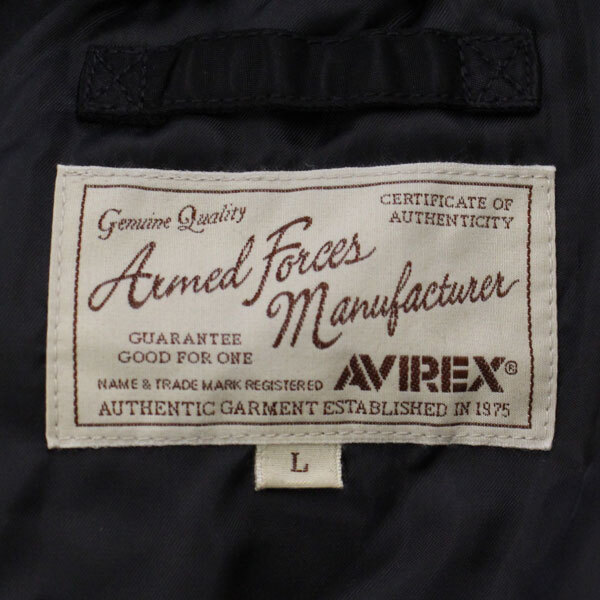 Genuine Quality
CERTIFICATE OF
AUTHENTICITY
Armed Forces
Manufacturer
GUARANTEE
GOOD FOR ONE
NAME & TRADE MARK REGISTERED
AVIREX®
AUTHENTIC GARMENT ESTABLISHED IN 1975
L